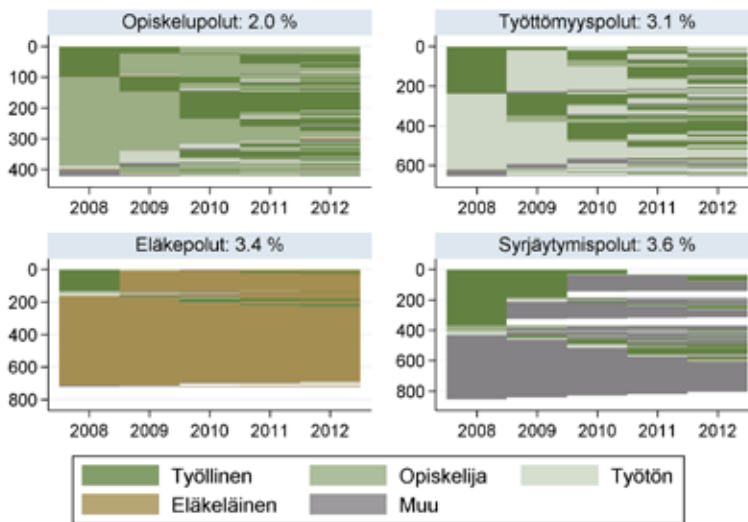 Opiskelupolut: 2.0 %
0
100
200
300
400
2008 2009 2010 2011 2012
Työttömyyspolut: 3.1 %
0
200
400
600
2008 2009 2010 2011 2012
Eläkepolut: 3.4 %
0
200
400
600
800
2008 2009 2010 2011 2012
Syrjäytymispolut: 3.6 %
0
200
400
600
800
2008 2009 2010 2011 2012
Työllinen Opiskelija Työtön
Eläkeläinen Muu